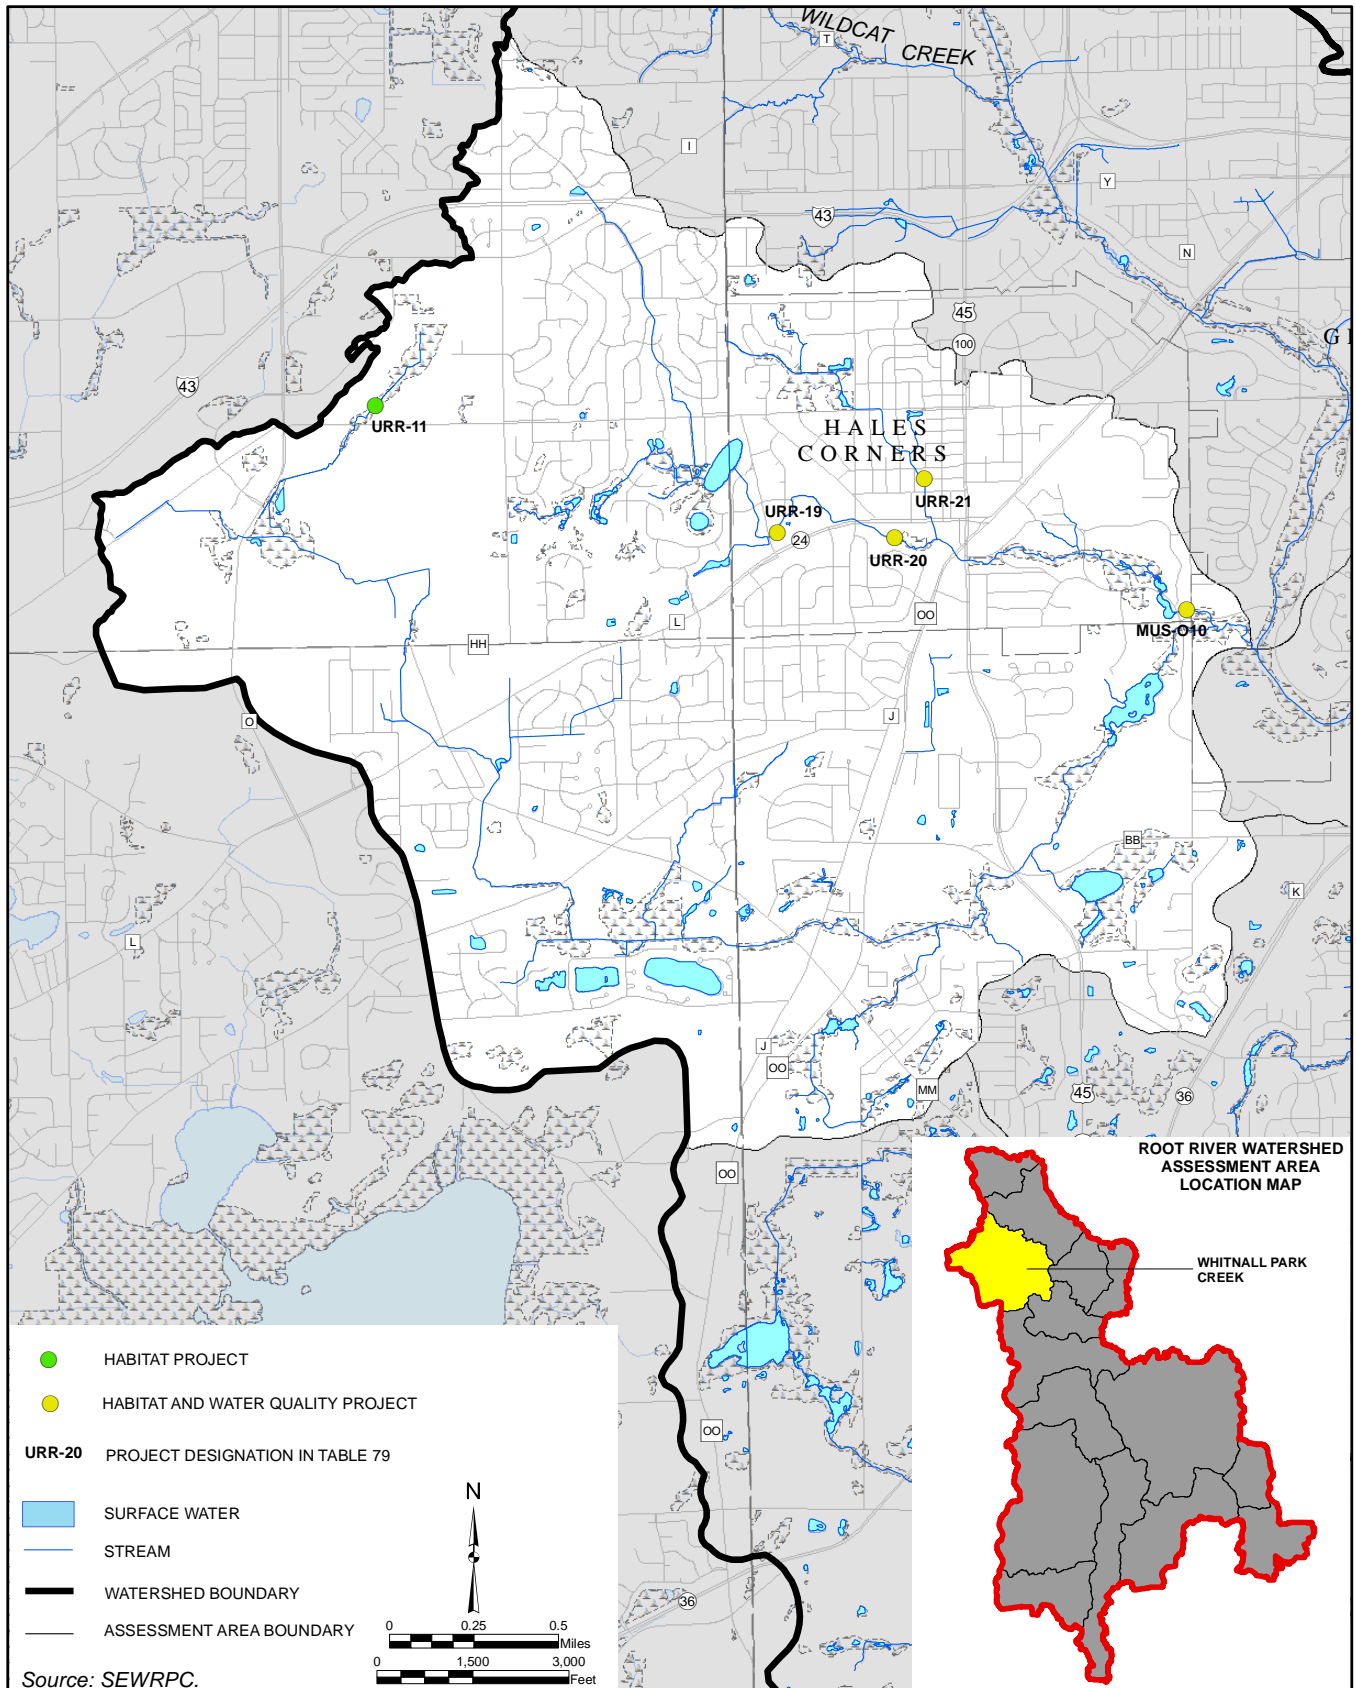 WILDCAT CREEK
T
I
Y
43
N
45
100
GI
43
URR-11
HALES
CORNERS
URR-21
URR-19
24
URR-20
OO
L
MUS-O10
HH
J
O
BB
K
L
J
OO
MM
45
36
OO
OO
36
ROOT RIVER WATERSHED
ASSESSMENT AREA
LOCATION MAP
WHITNALL PARK
CREEK
HABITAT PROJECT
HABITAT AND WATER QUALITY PROJECT
URR-20 PROJECT DESIGNATION IN TABLE 79
SURFACE WATER
STREAM
WATERSHED BOUNDARY
ASSESSMENT AREA BOUNDARY
N
0 0.25 0.5
Miles
0 1,500 3,000
Feet
Source: SEWRPC.